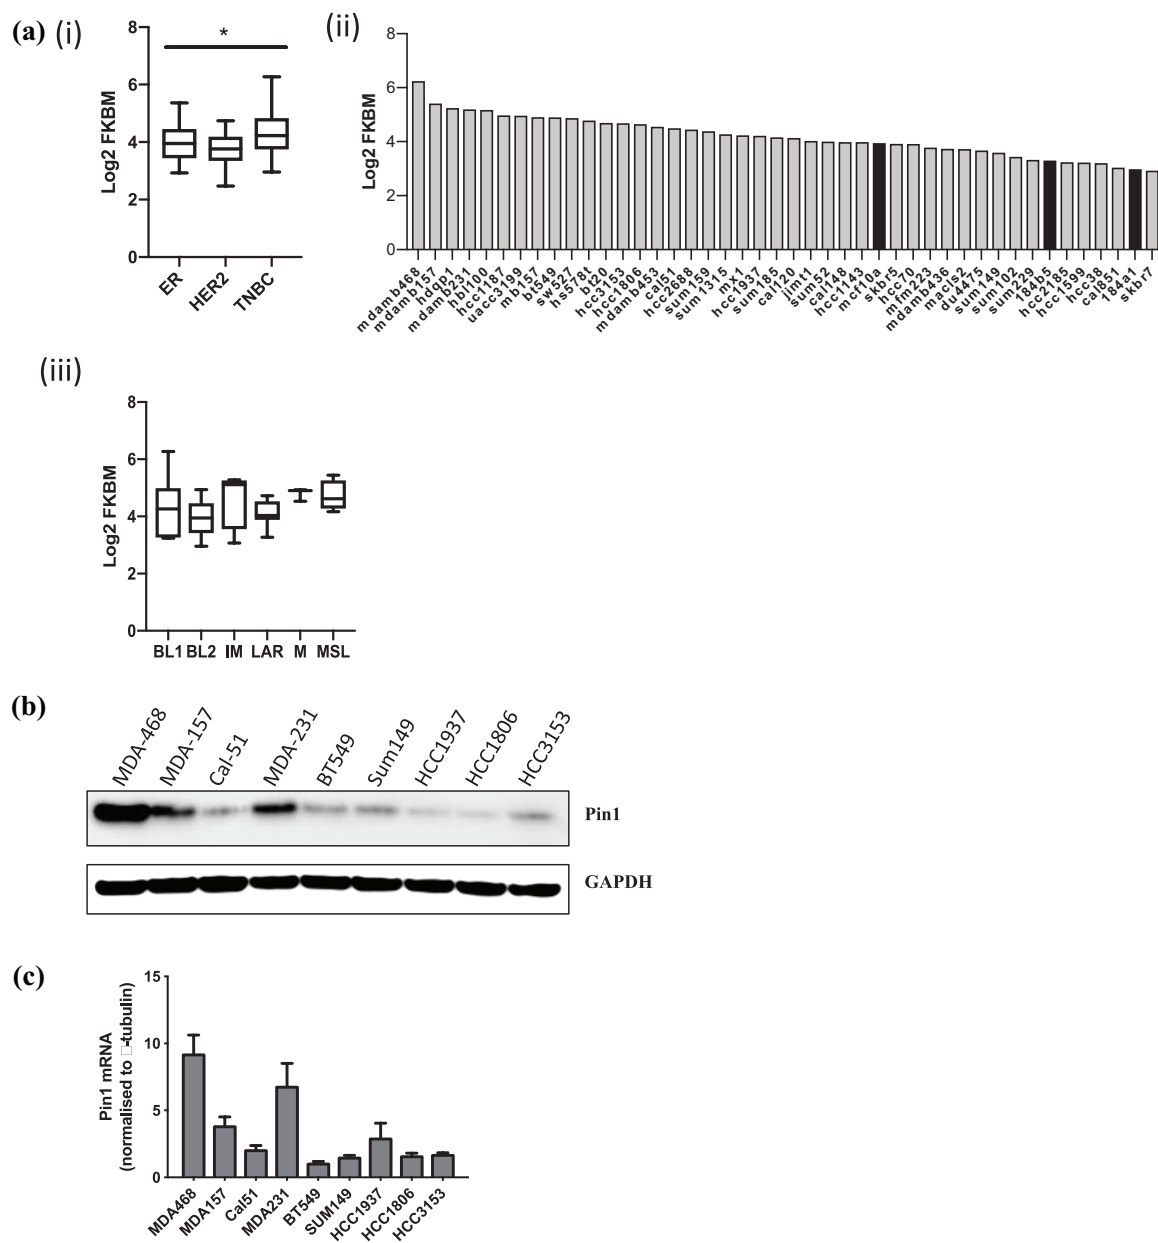 (a) (i)
*
Log2 FKBM
8
6
4
2
0
ER
HER2
TNBC
(ii)
Log2 FKBM
8
6
4
2
0
mdamb468
mdamb157
hdqp1
mdamb231
hbl100
hcc1187
uacc3199
mb157
bt549
sw527
hs578t
bt20
hcc3153
hcc1806
mdamb453
cal51
hcc2688
sum159
sum1315
mx1
hcc1937
sum185
cal120
jimt1
sum52
cal148
hcc1143
mcf10a
skbr5
hcc70
mfm223
mdamb436
macls2
du4475
sum149
sum102
sum229
184b5
hcc2185
hcc1599
hcc38
cal851
184a1
skbr7
(iii)
Log2 FKBM
8
6
4
2
0
BL1 BL2 IM LAR M MSL
(b)
MDA-468
MDA-157
Cal-51
MDA-231
BT549
Sum149
HCC1937
HCC1806
HCC3153
Pin1
GAPDH
(c)
Pin1 mRNA
(normalised to □-tubulin)
15
10
5
0
MDA468
MDA157
Cal51
MDA231
BT549
SUM149
HCC1937
HCC1806
HCC3153